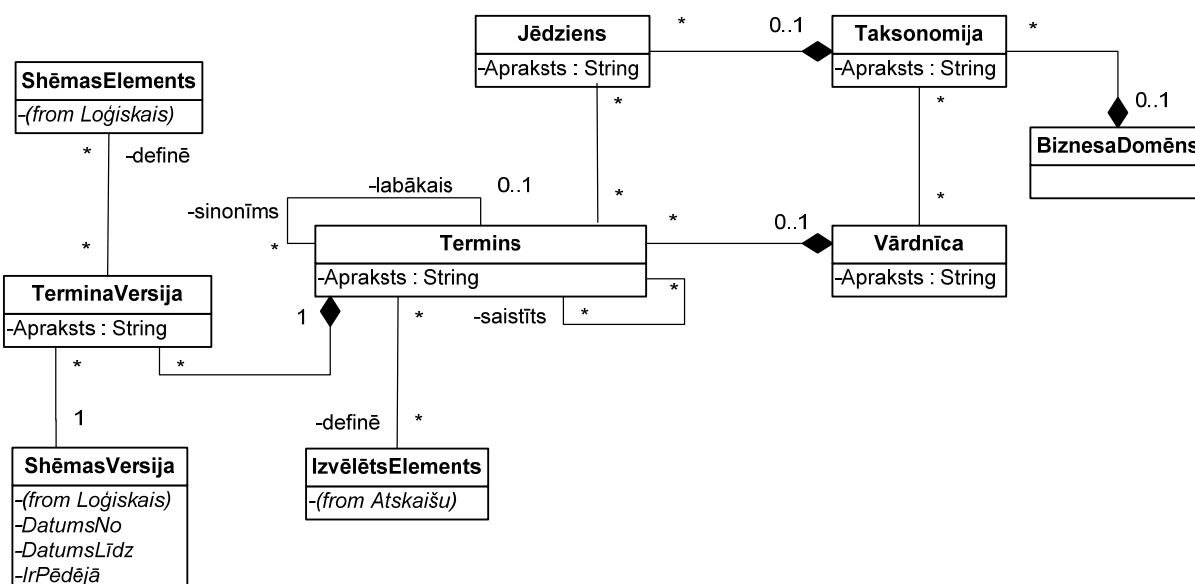 Jēdziens
-Apraksts : String
*
0..1
Taksonomija
-Apraksts : String
*
0..1
BiznesaDomēns
ShēmasElements
-(from Loģiskais)
*
-definē
*
*
*
*
*
-labākais
0..1
-sinonīms
*
Termins
-Apraksts : String
*
0..1
Vārdnīca
-Apraksts : String
*
-saistīts
*
TerminaVersija
-Apraksts : String
1
*
*
*
1
-definē
*
ShēmasVersija
-(from Loģiskais)
-DatumsNo
-DatumsLīdz
-IrPēdējā
IzvēlētsElements
-(from Atskaišu)